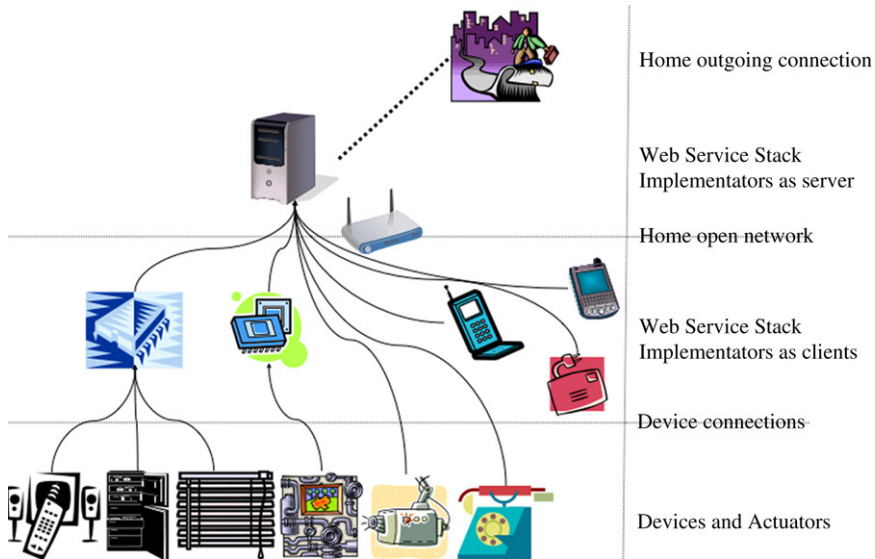 Home outgoing connection
Web Service Stack
Implementators as server
Home open network
Web Service Stack
Implementators as clients
Device connections
Devices and Actuators